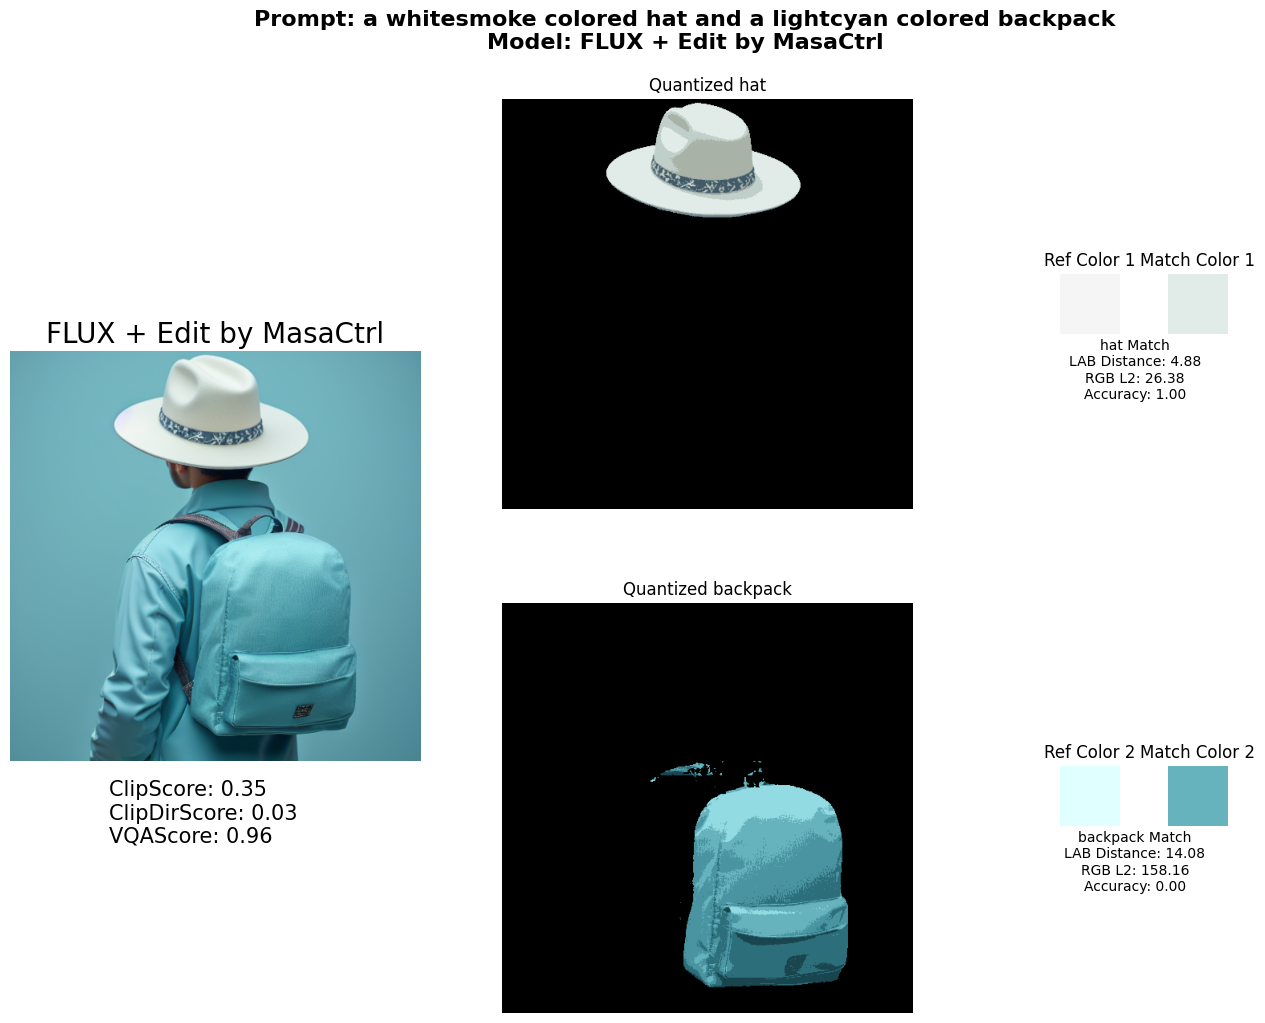 Prompt: a whitesmoke colored hat and a lightcyan colored backpack
Model: FLUX + Edit by MasaCtrl
FLUX + Edit by MasaCtrl
ClipScore: 0.35
ClipDirScore: 0.03
VQAScore: 0.96
Quantized hat
Ref Color 1 Match Color 1
hat Match
LAB Distance: 4.88
RGB L2: 26.38
Accuracy: 1.00
Quantized backpack
Ref Color 2 Match Color 2
backpack Match
LAB Distance: 14.08
RGB L2: 158.16
Accuracy: 0.00